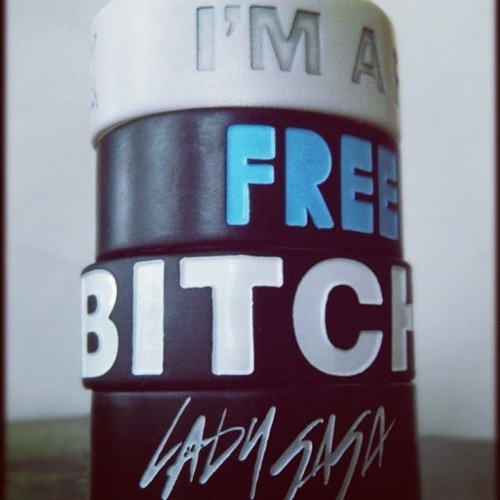 I'M A
FREE
BITCH
LADY GAGA